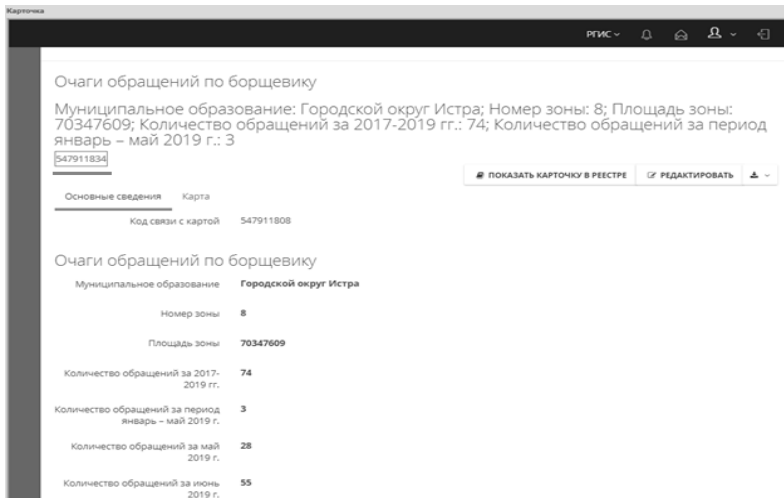 Карточка
РГИС
Очаги обращений по борщевику
Муниципальное образование: Городской округ Истра; Номер зоны: 8; Площадь зоны:
70347609; Количество обращений за 2017-2019 гг.: 74; Количество обращений за период
январь – май 2019 г.: 3
547911834
ПОКАЗАТЬ КАРТОЧКУ В РЕЕСТРЕ РЕДАКТИРОВАТЬ
Основные сведения Карта
Код связи с картой 547911808
Очаги обращений по борщевику
Муниципальное образование Городской округ Истра
Номер зоны 8
Площадь зоны 70347609
Количество обращений за 2017- 74
2019 гг.
Количество обращений за период 3
январь – май 2019 г.
Количество обращений за май 28
2019 г.
Количество обращений за июнь 55
2019 г.